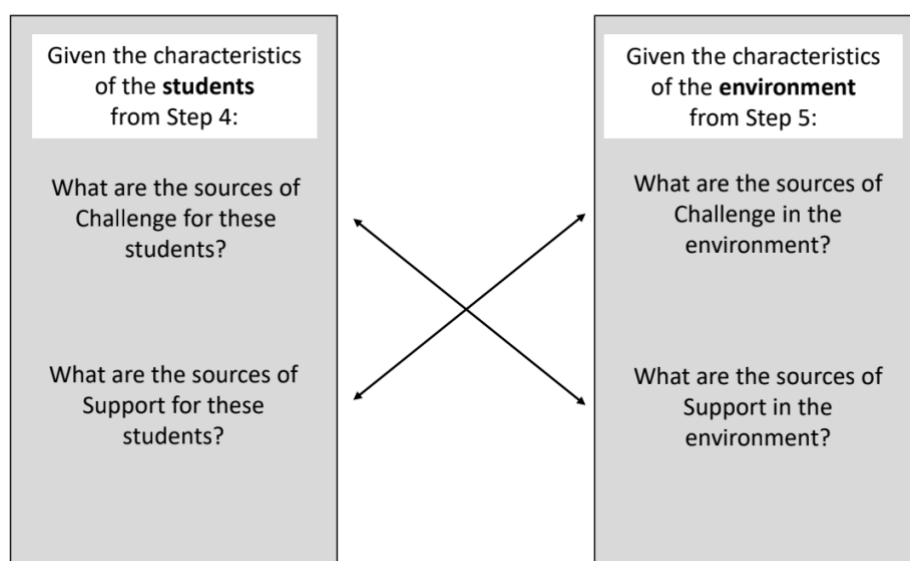 Given the characteristics
of the students
from Step 4:
What are the sources of
Challenge for these
students?
What are the sources of
Support for these
students?
Given the characteristics
of the environment
from Step 5:
What are the sources of
Challenge in the
environment?
What are the sources of
Support in the
environment?